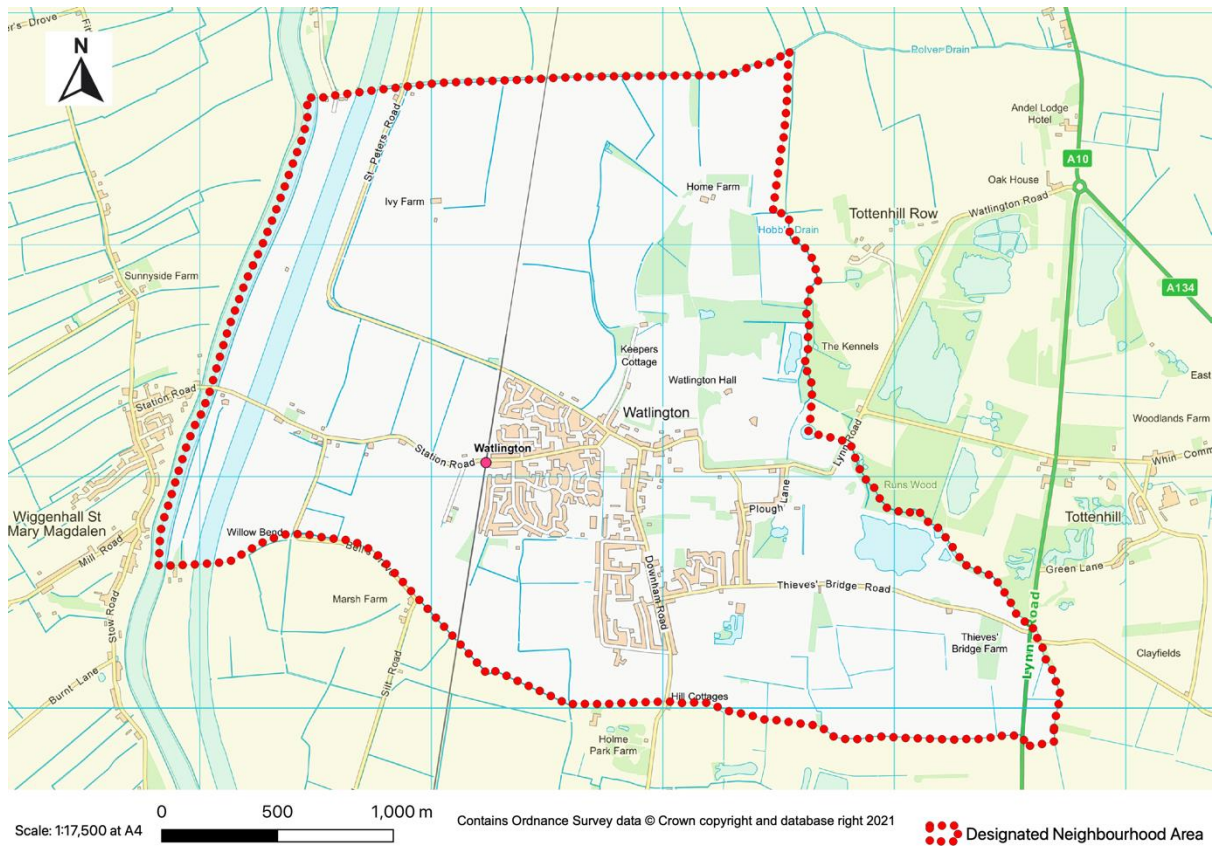 er's Drove
Fit
N
Polver Drain
St Peters Road
Andel Lodge
Hotel
A10
Oak House
Watlington Road
Home Farm
Ivy Farm
Tottenhill Row
Hobb's Drain
Sunnyside Farm
A134
The Kennels
Keepers
Cottage
East
Watlington Hall
Station Road
Watlington
Woodlands Farm
Watlington
Station Road
Lynn Road
Whin Comm
Runs Wood
Plough Lane
Wiggenhall St
Mary Magdalen
Tottenhill
Willow Bend
Mill Road
Downham Road
Green Lane
Thieves' Bridge Road
Marsh Farm
Stow Road
Lynn Road
Thieves'
Bridge Farm
Clayfields
Silt Road
Burnt Lane
Hill Cottages
Holme
Park Farm
0 500 1,000 m
Scale: 1:17,500 at A4
Contains Ordnance Survey data © Crown copyright and database right 2021
Designated Neighbourhood Area